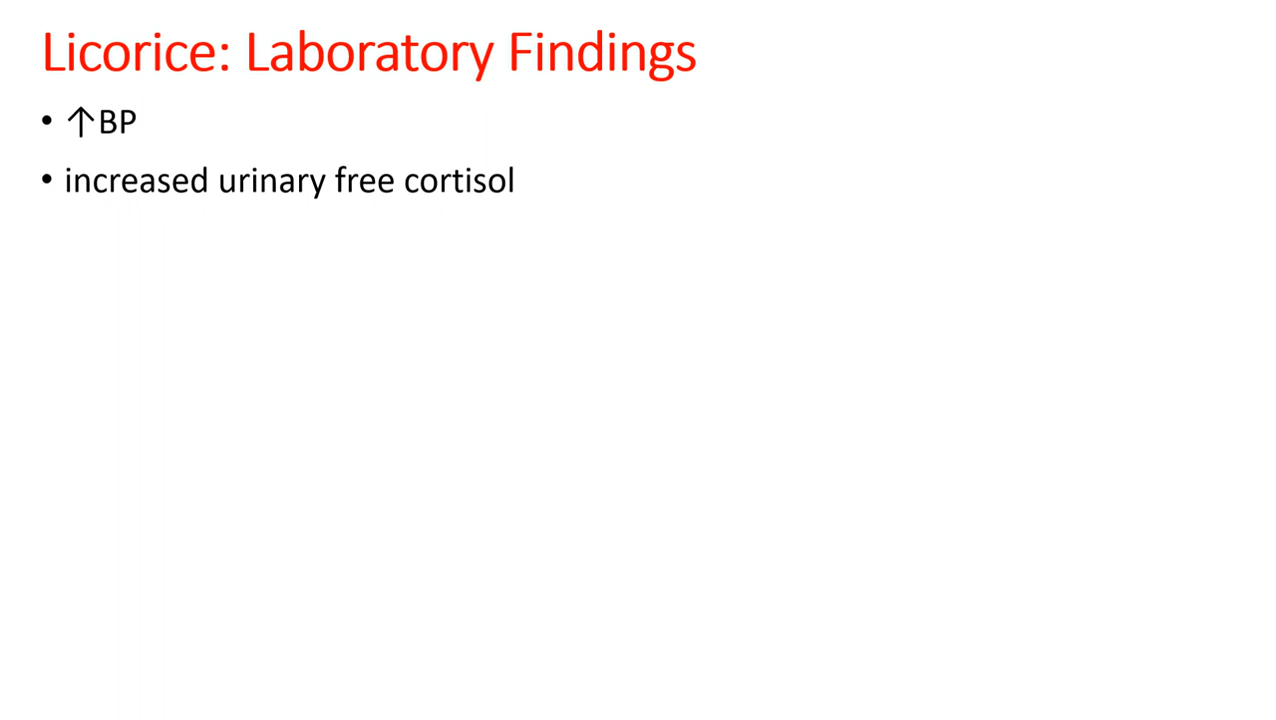 Licorice: Laboratory Findings
• ↑BP
• increased urinary free cortisol